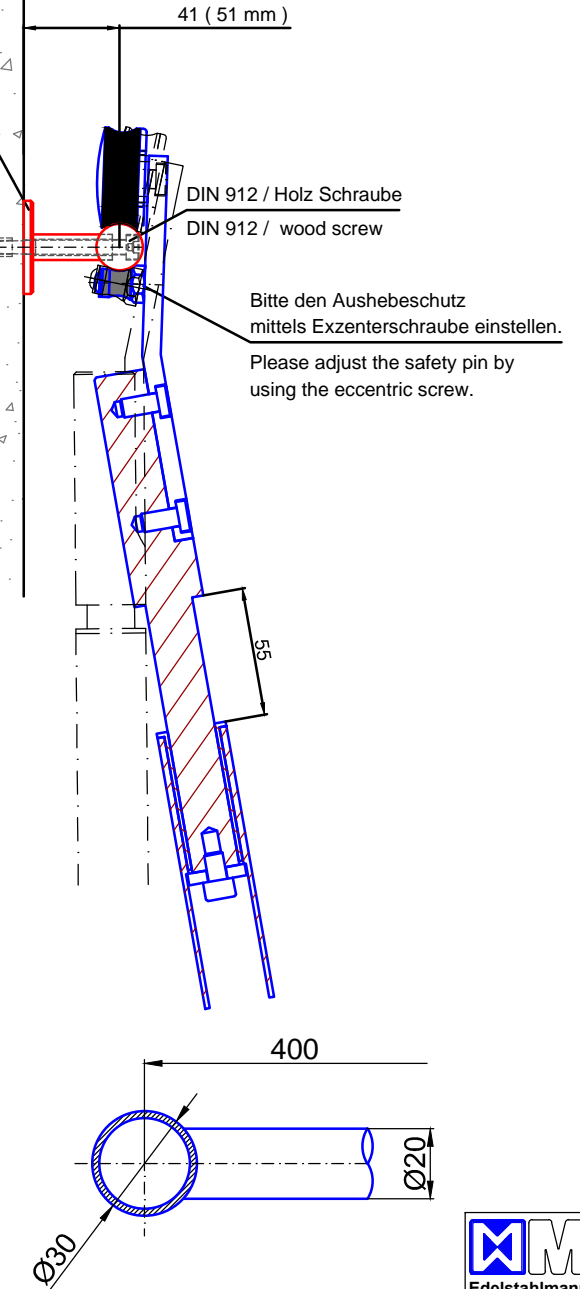 41 ( 51 mm )
DIN 912 / Holz Schraube
DIN 912 /  wood screw
Bitte den Aushebeschutz
mittels Exzenterschraube einstellen.
Please adjust the safety pin by
using the eccentric screw.
55
400
Ø20
Ø30
M